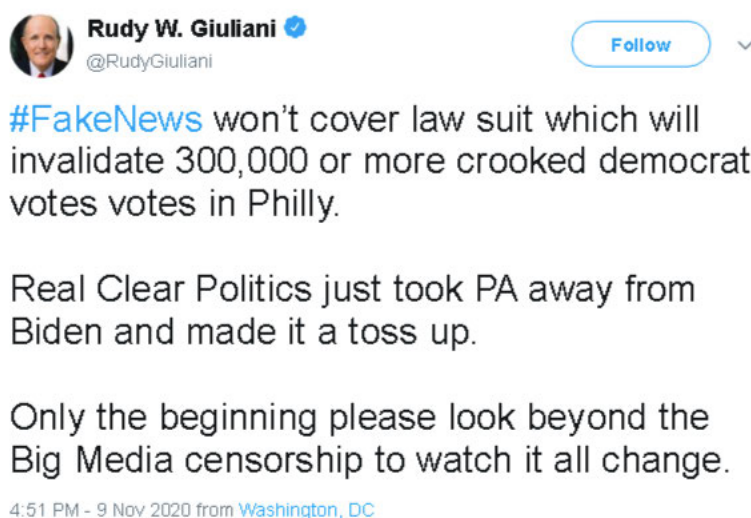 Rudy W. Giuliani
@RudyGiuliani
Follow
#FakeNews won’t cover law suit which will
invalidate 300,000 or more crooked democrat
votes votes in Philly.
Real Clear Politics just took PA away from
Biden and made it a toss up.
Only the beginning please look beyond the
Big Media censorship to watch it all change.
4:51 PM - 9 Nov 2020 from Washington, DC